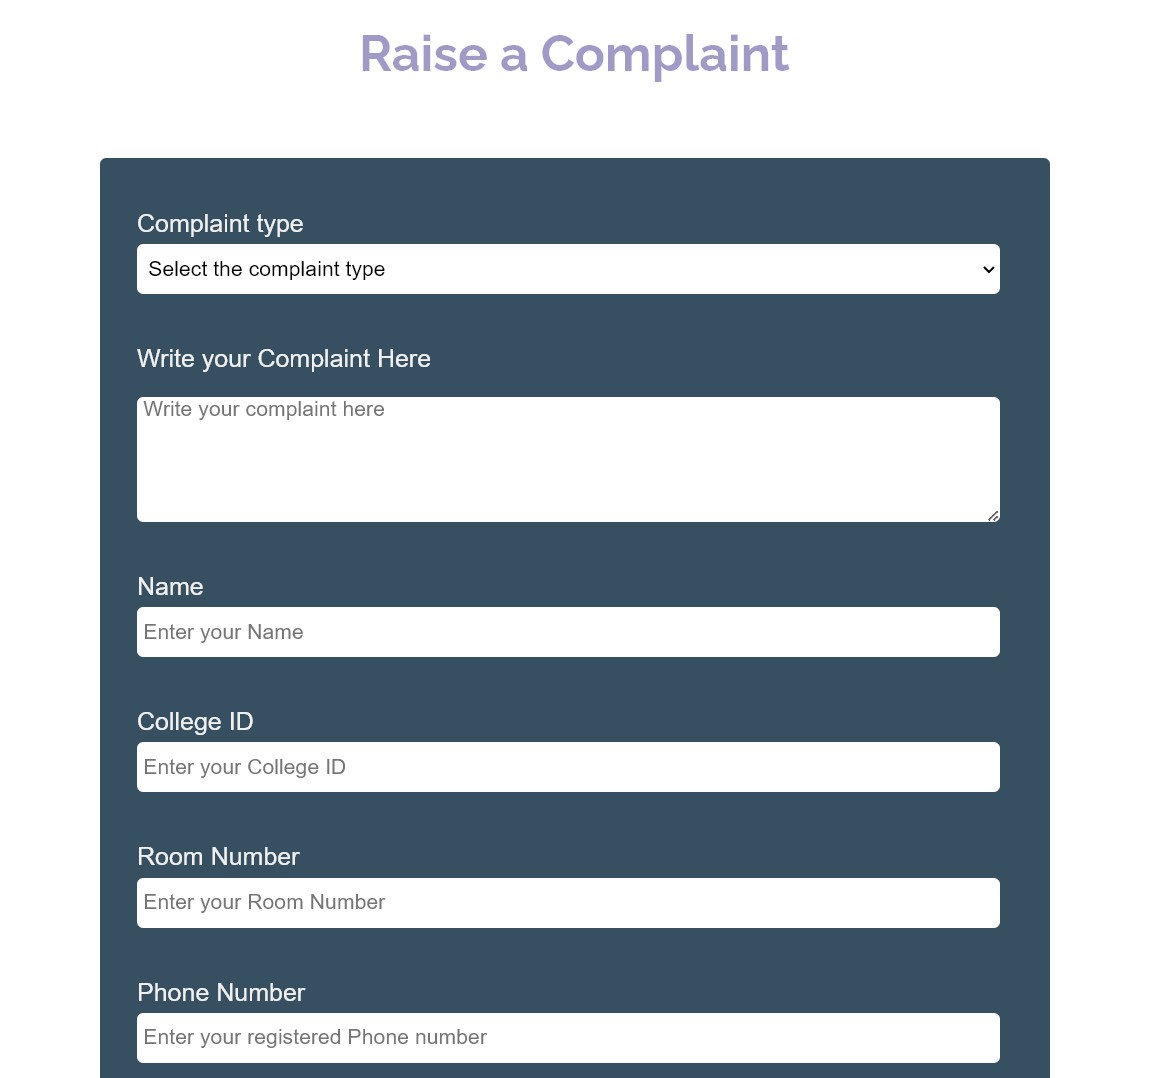 Raise a Complaint
Complaint type
Select the complaint type
Write your Complaint Here
Write your complaint here
Name
Enter your Name
College ID
Enter your College ID
Room Number
Enter your Room Number
Phone Number
Enter your registered Phone number